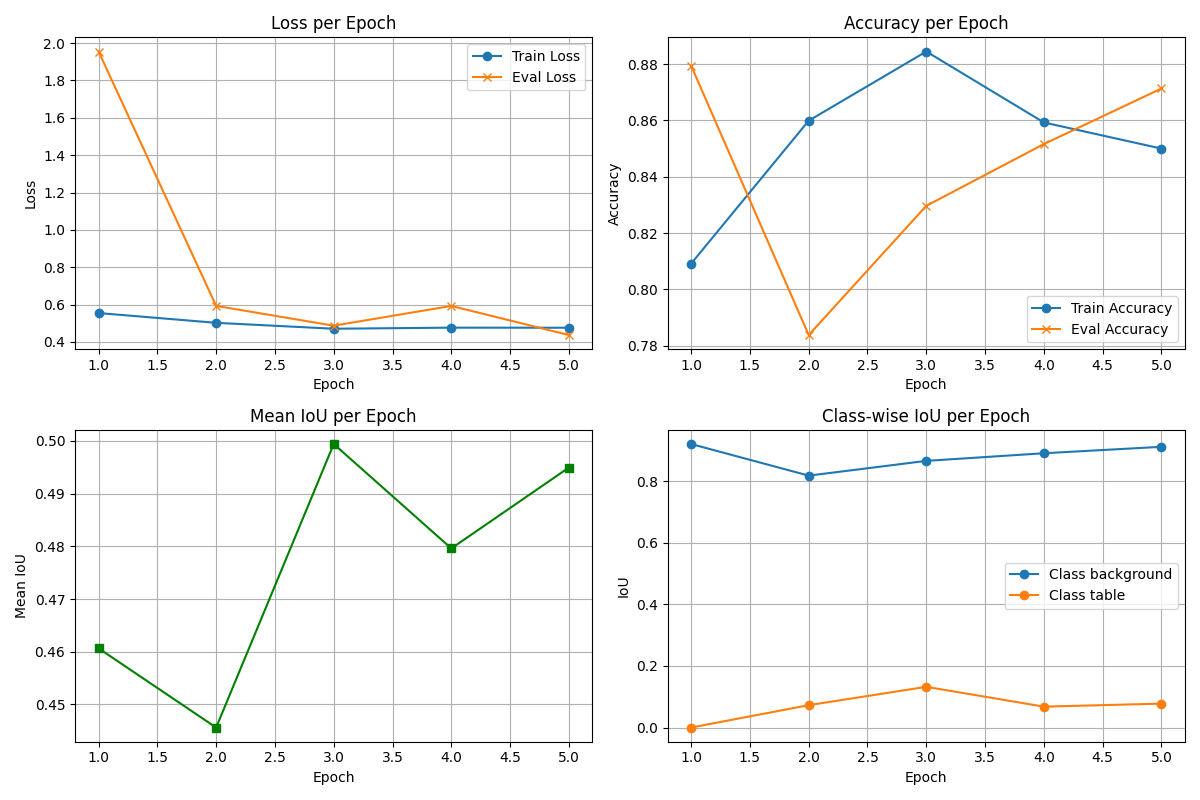 Loss per Epoch
2.0
1.8
1.6
1.4
1.2
1.0
0.8
0.6
0.4
Loss
Train Loss
Eval Loss
1.0 1.5 2.0 2.5 3.0 3.5 4.0 4.5 5.0
Epoch
Accuracy per Epoch
0.88
0.86
0.84
0.82
0.80
0.78
Accuracy
Train Accuracy
Eval Accuracy
1.0 1.5 2.0 2.5 3.0 3.5 4.0 4.5 5.0
Epoch
Mean IoU per Epoch
0.50
0.49
0.48
0.47
0.46
0.45
Mean IoU
1.0 1.5 2.0 2.5 3.0 3.5 4.0 4.5 5.0
Epoch
Class-wise IoU per Epoch
0.8
0.6
0.4
0.2
0.0
IoU
Class background
Class table
1.0 1.5 2.0 2.5 3.0 3.5 4.0 4.5 5.0
Epoch